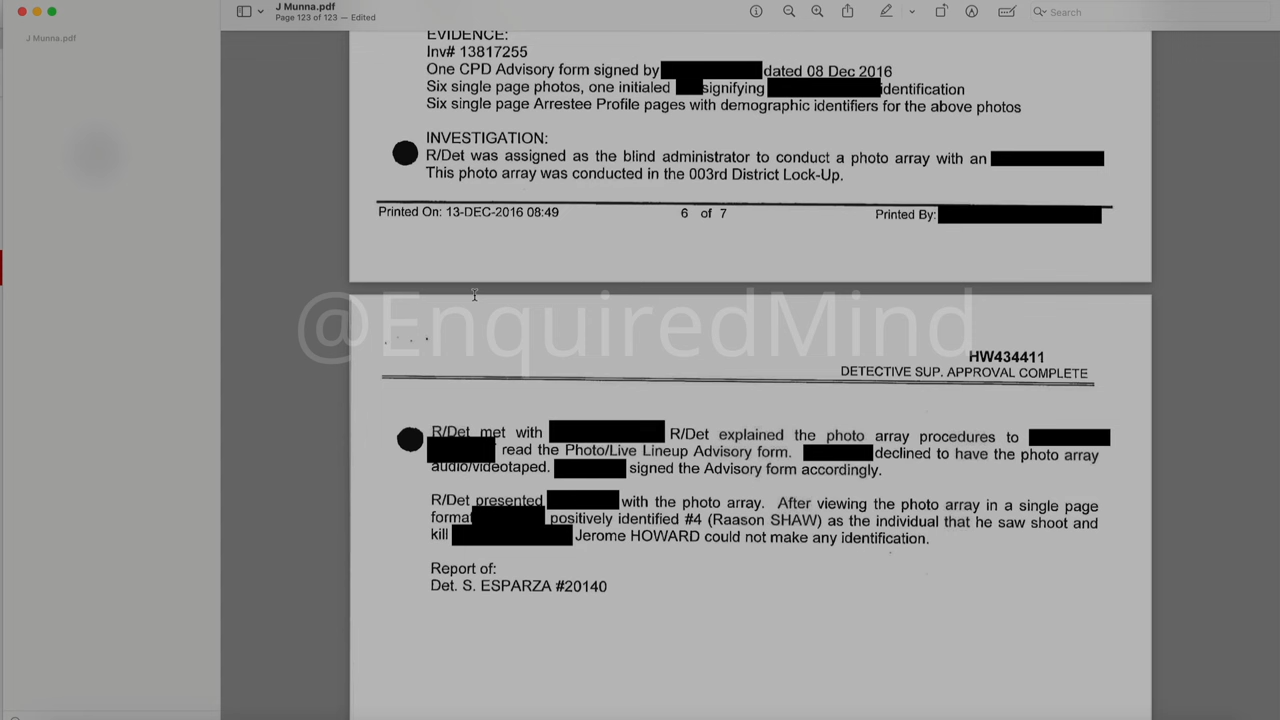 J Munna.pdf
Page 123 of 123 — Edited
Search
J Munna.pdf
EVIDENCE:
Inv# 13817255
One CPD Advisory form signed by dated 08 Dec 2016
Six single page photos, one initialed signifying identification
Six single page Arrestee Profile pages with demographic identifiers for the above photos
INVESTIGATION:
R/Det was assigned as the blind administrator to conduct a photo array with an
This photo array was conducted in the 003rd District Lock-Up.
Printed On: 13-DEC-2016 08:49 6 of 7 Printed By:
@EnquiredMind
HW434411
DETECTIVE SUP. APPROVAL COMPLETE
R/Det met with R/Det explained the photo array procedures to
read the Photo/Live Lineup Advisory form. declined to have the photo array
audio/videotaped. signed the Advisory form accordingly.
R/Det presented with the photo array. After viewing the photo array in a single page
format positively identified #4 (Raason SHAW) as the individual that he saw shoot and
kill Jerome HOWARD could not make any identification.
Report of:
Det. S. ESPARZA #20140